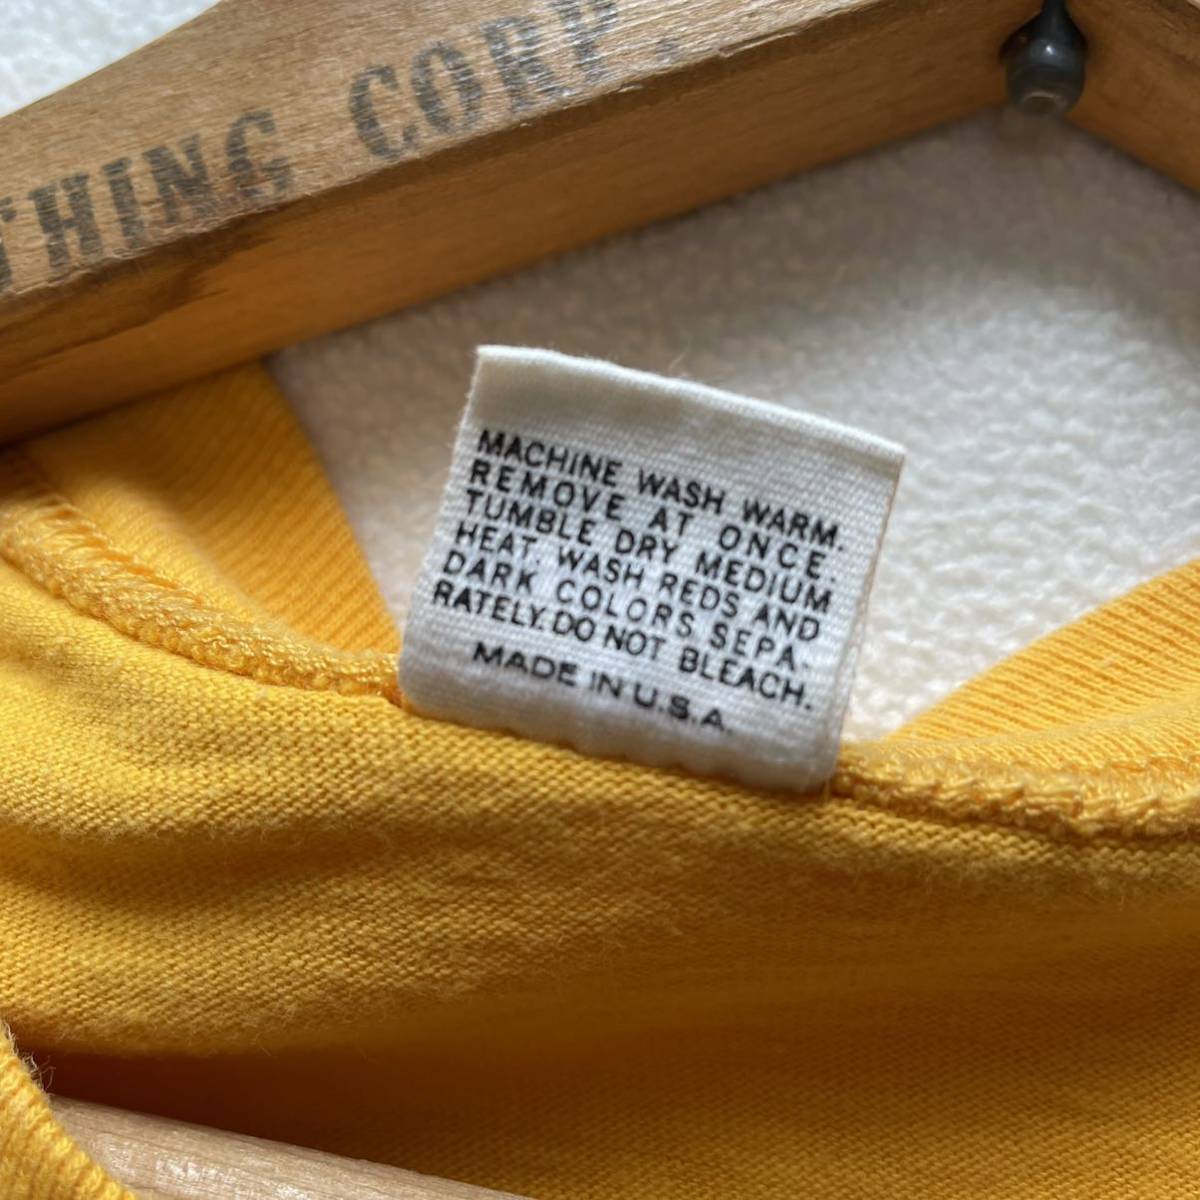 THING CORP.
MACHINE WASH WARM.
REMOVE AT ONCE.
TUMBLE DRY MEDIUM
HEAT. WASH REDS AND
DARK COLORS SEPA-
RATELY. DO NOT BLEACH.
MADE IN U.S.A.